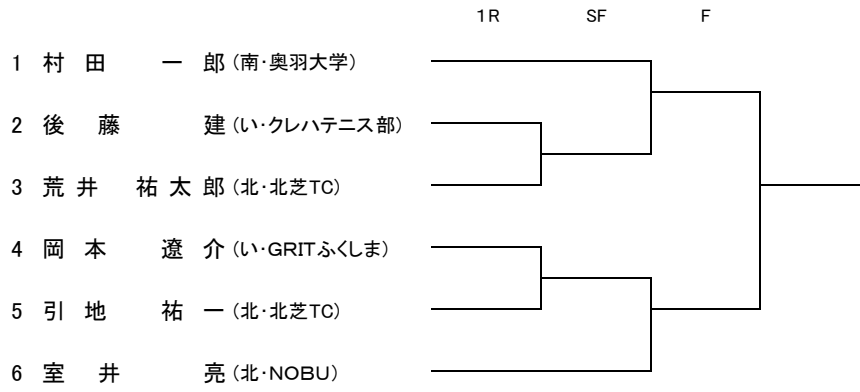 1R SF F
1 村田 一郎 (南・奥羽大学)
2 後藤 建 (い・クレハテニス部)
3 荒井 祐太郎 (北・北芝TC)
4 岡本 遼介 (い・GRITふくしま)
5 引地 祐一 (北・北芝TC)
6 室井 亮 (北・NOBU)